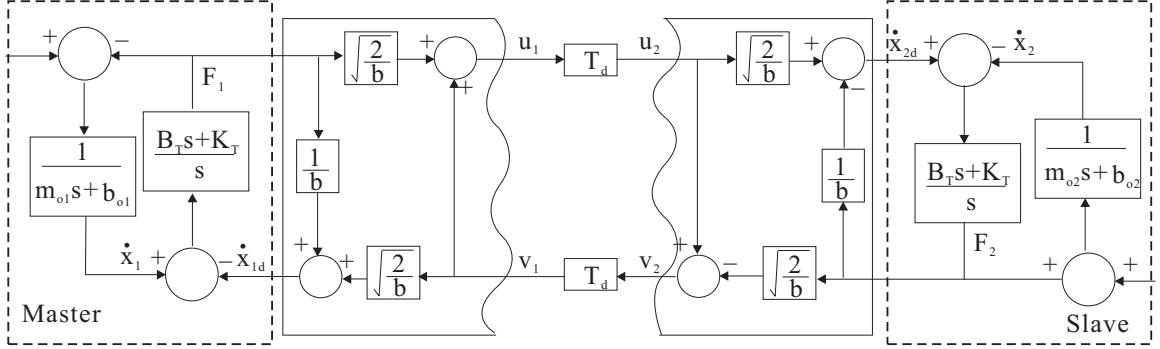 + − √2/b + u₁ T_d u₂ √2/b + ẋ_2d + − ẋ₂
F₁ + −
1/(m_o1 s + b_o1) (B_T s + K_T)/s 1/b 1/b (B_T s + K_T)/s 1/(m_o2 s + b_o2)
ẋ₁ + − ẋ_1d + + √2/b v₁ T_d v₂ + − √2/b F₂ + +
Master Slave